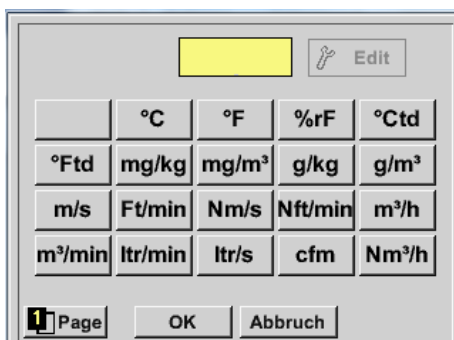 Edit
°C °F %rF °Ctd
°Ftd mg/kg mg/m³ g/kg g/m³
m/s Ft/min Nm/s Nft/min m³/h
m³/min ltr/min ltr/s cfm Nm³/h
1 Page OK Abbruch